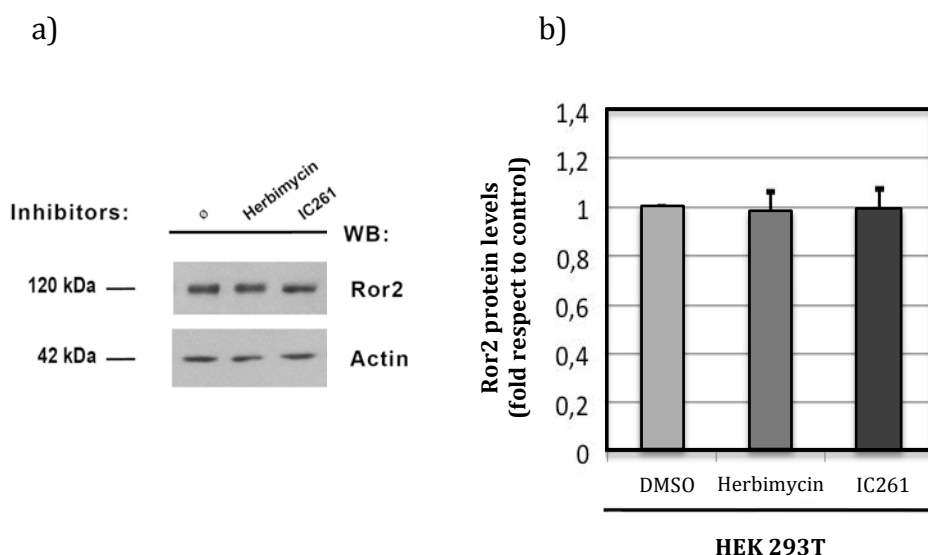 a)
Inhibitors: ø Herbimycin IC261
WB:
120 kDa Ror2
42 kDa Actin
b)
Ror2 protein levels
(fold respect to control)
1,4
1,2
1
0,8
0,6
0,4
0,2
0
DMSO Herbimycin IC261
HEK 293T